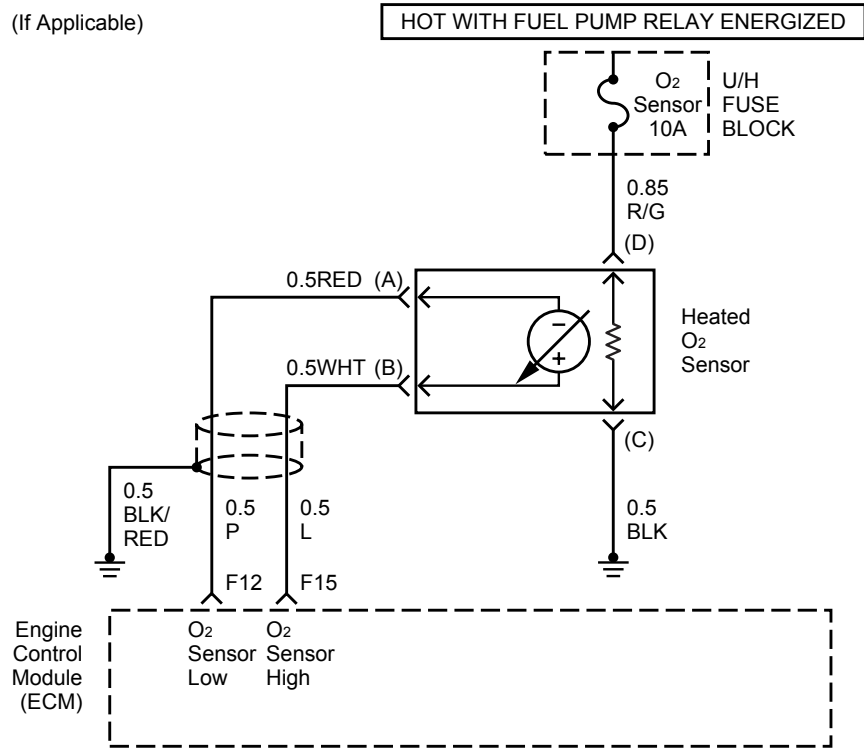 (If Applicable)
HOT WITH FUEL PUMP RELAY ENERGIZED
O2
Sensor
10A
U/H
FUSE
BLOCK
0.85
R/G
(D)
0.5RED (A)
0.5WHT (B)
−
+
Heated
O2
Sensor
(C)
0.5
BLK/
RED
0.5
P
0.5
L
0.5
BLK
F12
F15
Engine
Control
Module
(ECM)
O2
Sensor
Low
O2
Sensor
High